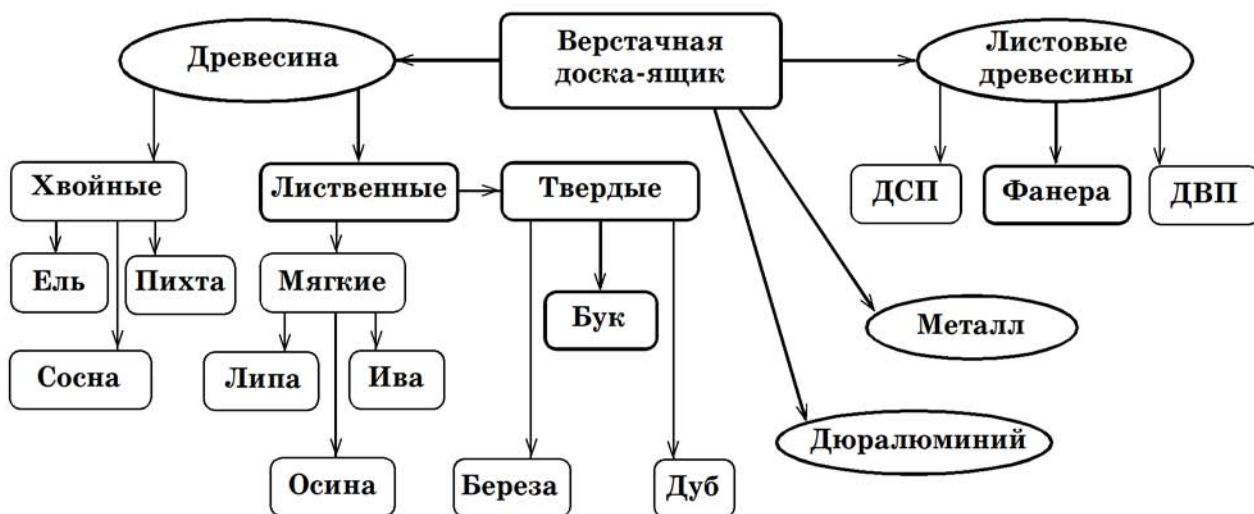 Древесина
Верстачная
доска-ящик
Листовые
древесины
Хвойные
Лиственные
Твердые
ДСП
Фанера
ДВП
Ель
Пихта
Мягкие
Бук
Металл
Сосна
Липа
Ива
Дюралюминий
Осина
Береза
Дуб